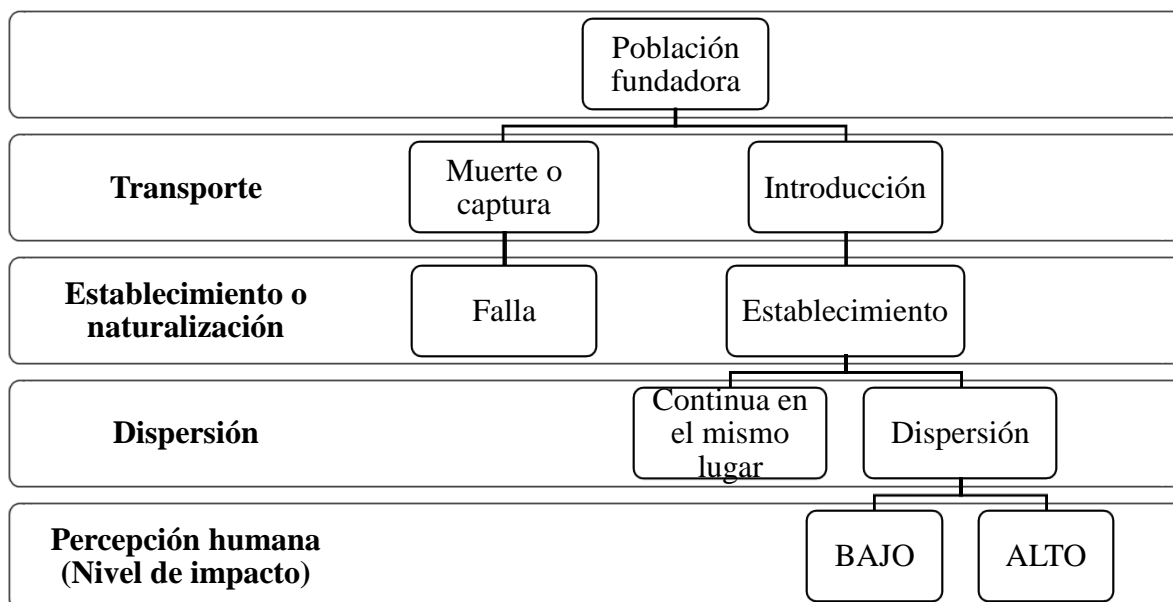 Población
fundadora
Transporte
Muerte o
captura
Introducción
Establecimiento o
naturalización
Falla
Establecimiento
Dispersión
Continua en
el mismo
lugar
Dispersión
Percepción humana
(Nivel de impacto)
BAJO
ALTO